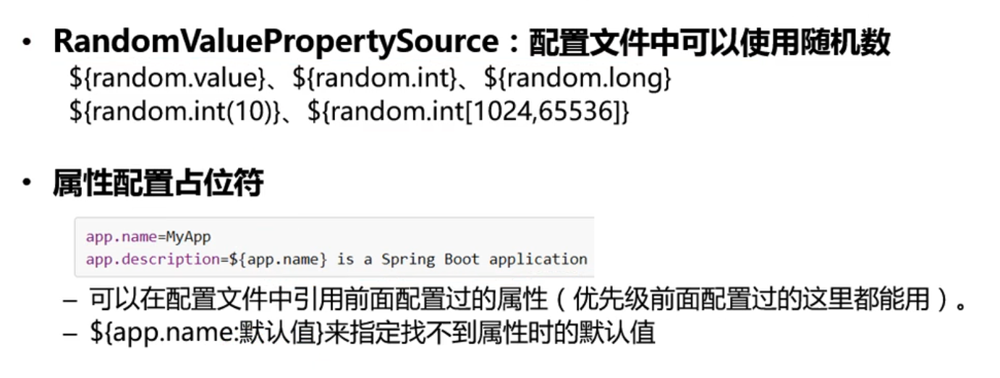 • RandomValuePropertySource：配置文件中可以使用随机数
${random.value}、${random.int}、${random.long}
${random.int(10)}、${random.int[1024,65536]}
• 属性配置占位符
app.name=MyApp
app.description=${app.name} is a Spring Boot application
– 可以在配置文件中引用前面配置过的属性（优先级前面配置过的这里都能用）。
– ${app.name:默认值}来指定找不到属性时的默认值